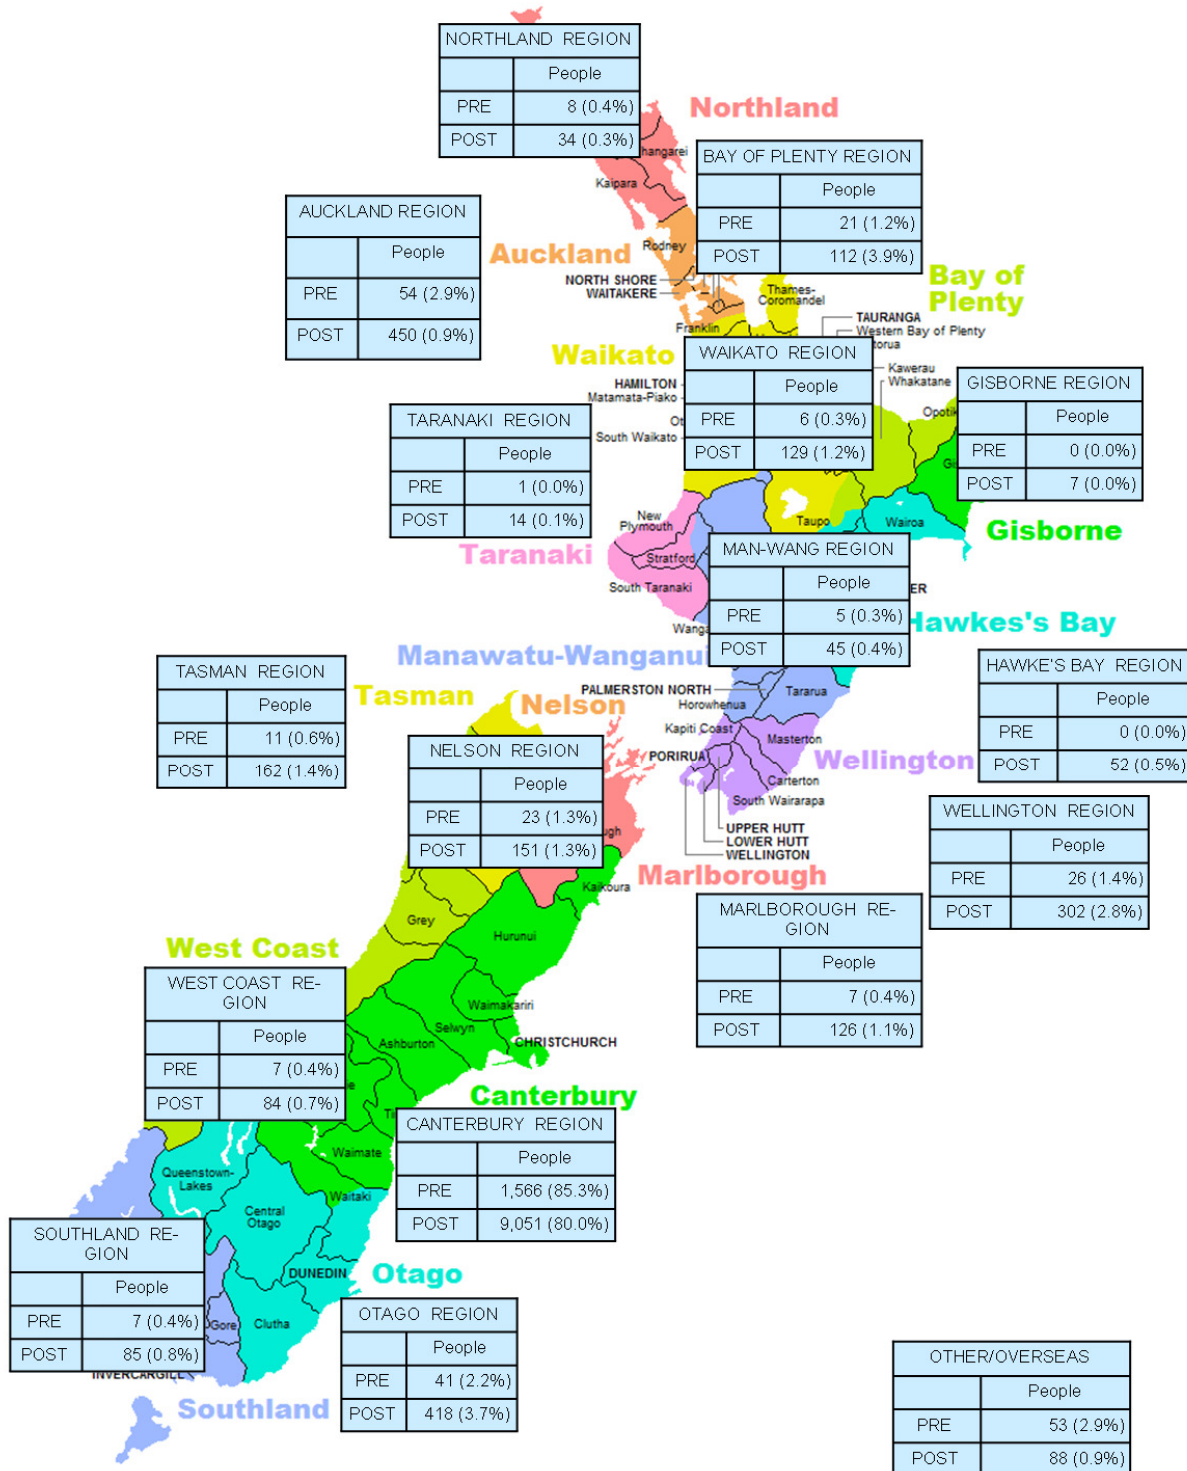 NORTHLAND REGION
People
PRE 8 (0.4%)
POST 34 (0.3%)
Northland
hangarei
Kaipara
BAY OF PLENTY REGION
People
PRE 21 (1.2%)
POST 112 (3.9%)
AUCKLAND REGION
People
PRE 54 (2.9%)
POST 450 (0.9%)
Auckland
Rodney
NORTH SHORE
WAITAKERE
Franklin
Thames-
Coromandel
Bay of
Plenty
TAURANGA
Western Bay of Plenty
torua
Kawerau
Whakatane
Waikato
HAMILTON
Matamata-Piako
Ot
South Waikato
WAIKATO REGION
People
PRE 6 (0.3%)
POST 129 (1.2%)
GISBORNE REGION
People
PRE 0 (0.0%)
POST 7 (0.0%)
Opotik
Gi
Gisborne
TARANAKI REGION
People
PRE 1 (0.0%)
POST 14 (0.1%)
Taranaki
New
Plymouth
Stratford
South Taranaki
Wanga
Taupo
Wairoa
MAN-WANG REGION
People
PRE 5 (0.3%)
POST 45 (0.4%)
ER
Hawkes's Bay
Manawatu-Wanganui
PALMERSTON NORTH
Horowhenua
Tararua
HAWKE'S BAY REGION
People
PRE 0 (0.0%)
POST 52 (0.5%)
TASMAN REGION
People
PRE 11 (0.6%)
POST 162 (1.4%)
Tasman
Nelson
NELSON REGION
People
PRE 23 (1.3%)
POST 151 (1.3%)
ugh
Kapiti Coast
Masterton
PORIRUA
Wellington
Carterton
South Wairarapa
UPPER HUTT
LOWER HUTT
WELLINGTON
WELLINGTON REGION
People
PRE 26 (1.4%)
POST 302 (2.8%)
Marlborough
Kaikoura
MARLBOROUGH RE-
GION
People
PRE 7 (0.4%)
POST 126 (1.1%)
Grey
Hurunui
West Coast
WEST COAST RE-
GION
People
PRE 7 (0.4%)
POST 84 (0.7%)
Waimakariri
Selwyn
Ashburton
CHRISTCHURCH
e
Ti
Canterbury
CANTERBURY REGION
People
PRE 1,566 (85.3%)
POST 9,051 (80.0%)
Waimate
Waitaki
Queenstown-
Lakes
Central
Otago
DUNEDIN
Otago
Clutha
Gore
SOUTHLAND RE-
GION
People
PRE 7 (0.4%)
POST 85 (0.8%)
INVERCARGILL
Southland
OTAGO REGION
People
PRE 41 (2.2%)
POST 418 (3.7%)
OTHER/OVERSEAS
People
PRE 53 (2.9%)
POST 88 (0.9%)